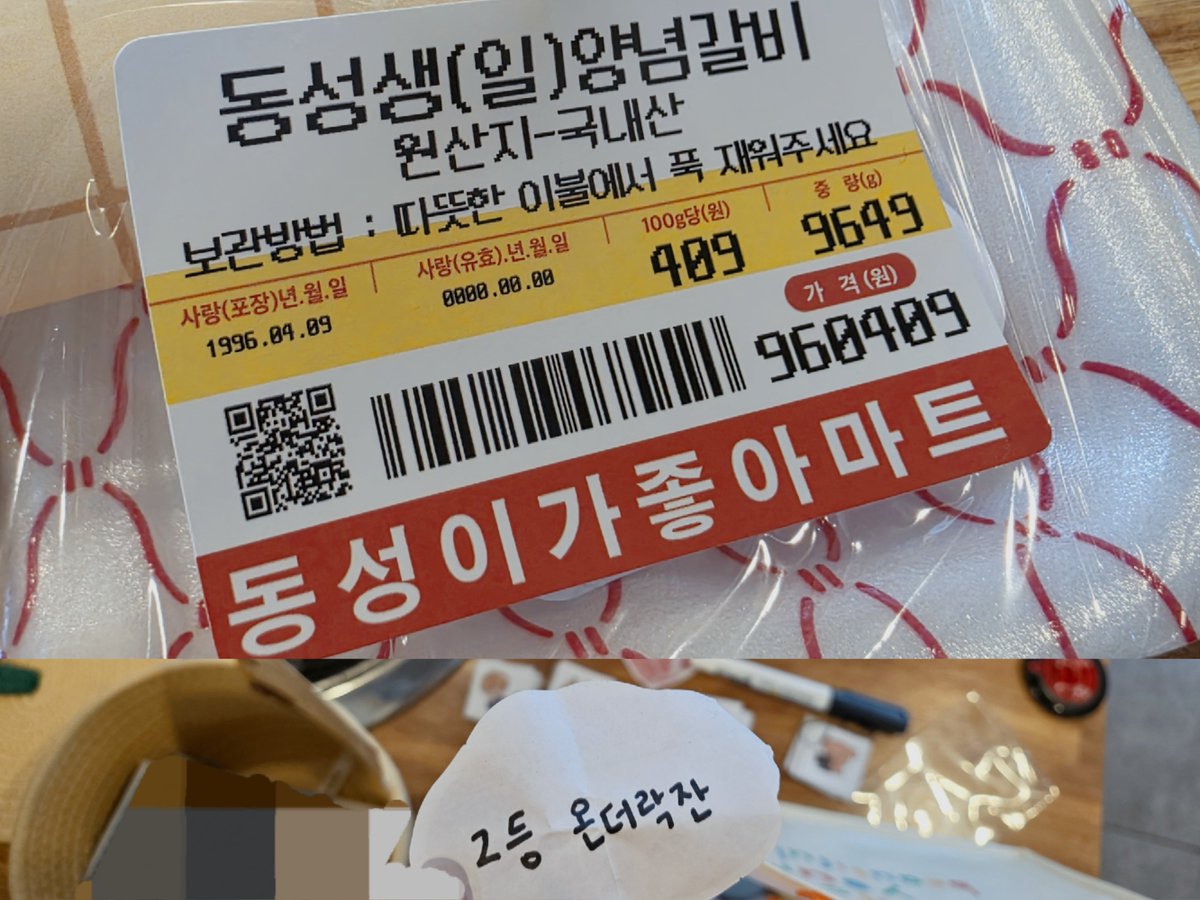 동성생(일)양념갈비
원산지-국내산
보관방법 : 따뜻한 이불에서 푹 재워주세요
사랑(포장)년.월.일
1996.04.09
사랑(유효).년.월.일
0000.00.00
100g당(원)
409
중 량(g)
9649
가 격(원)
960409
동성이가좋아마트
2등 온더락잔